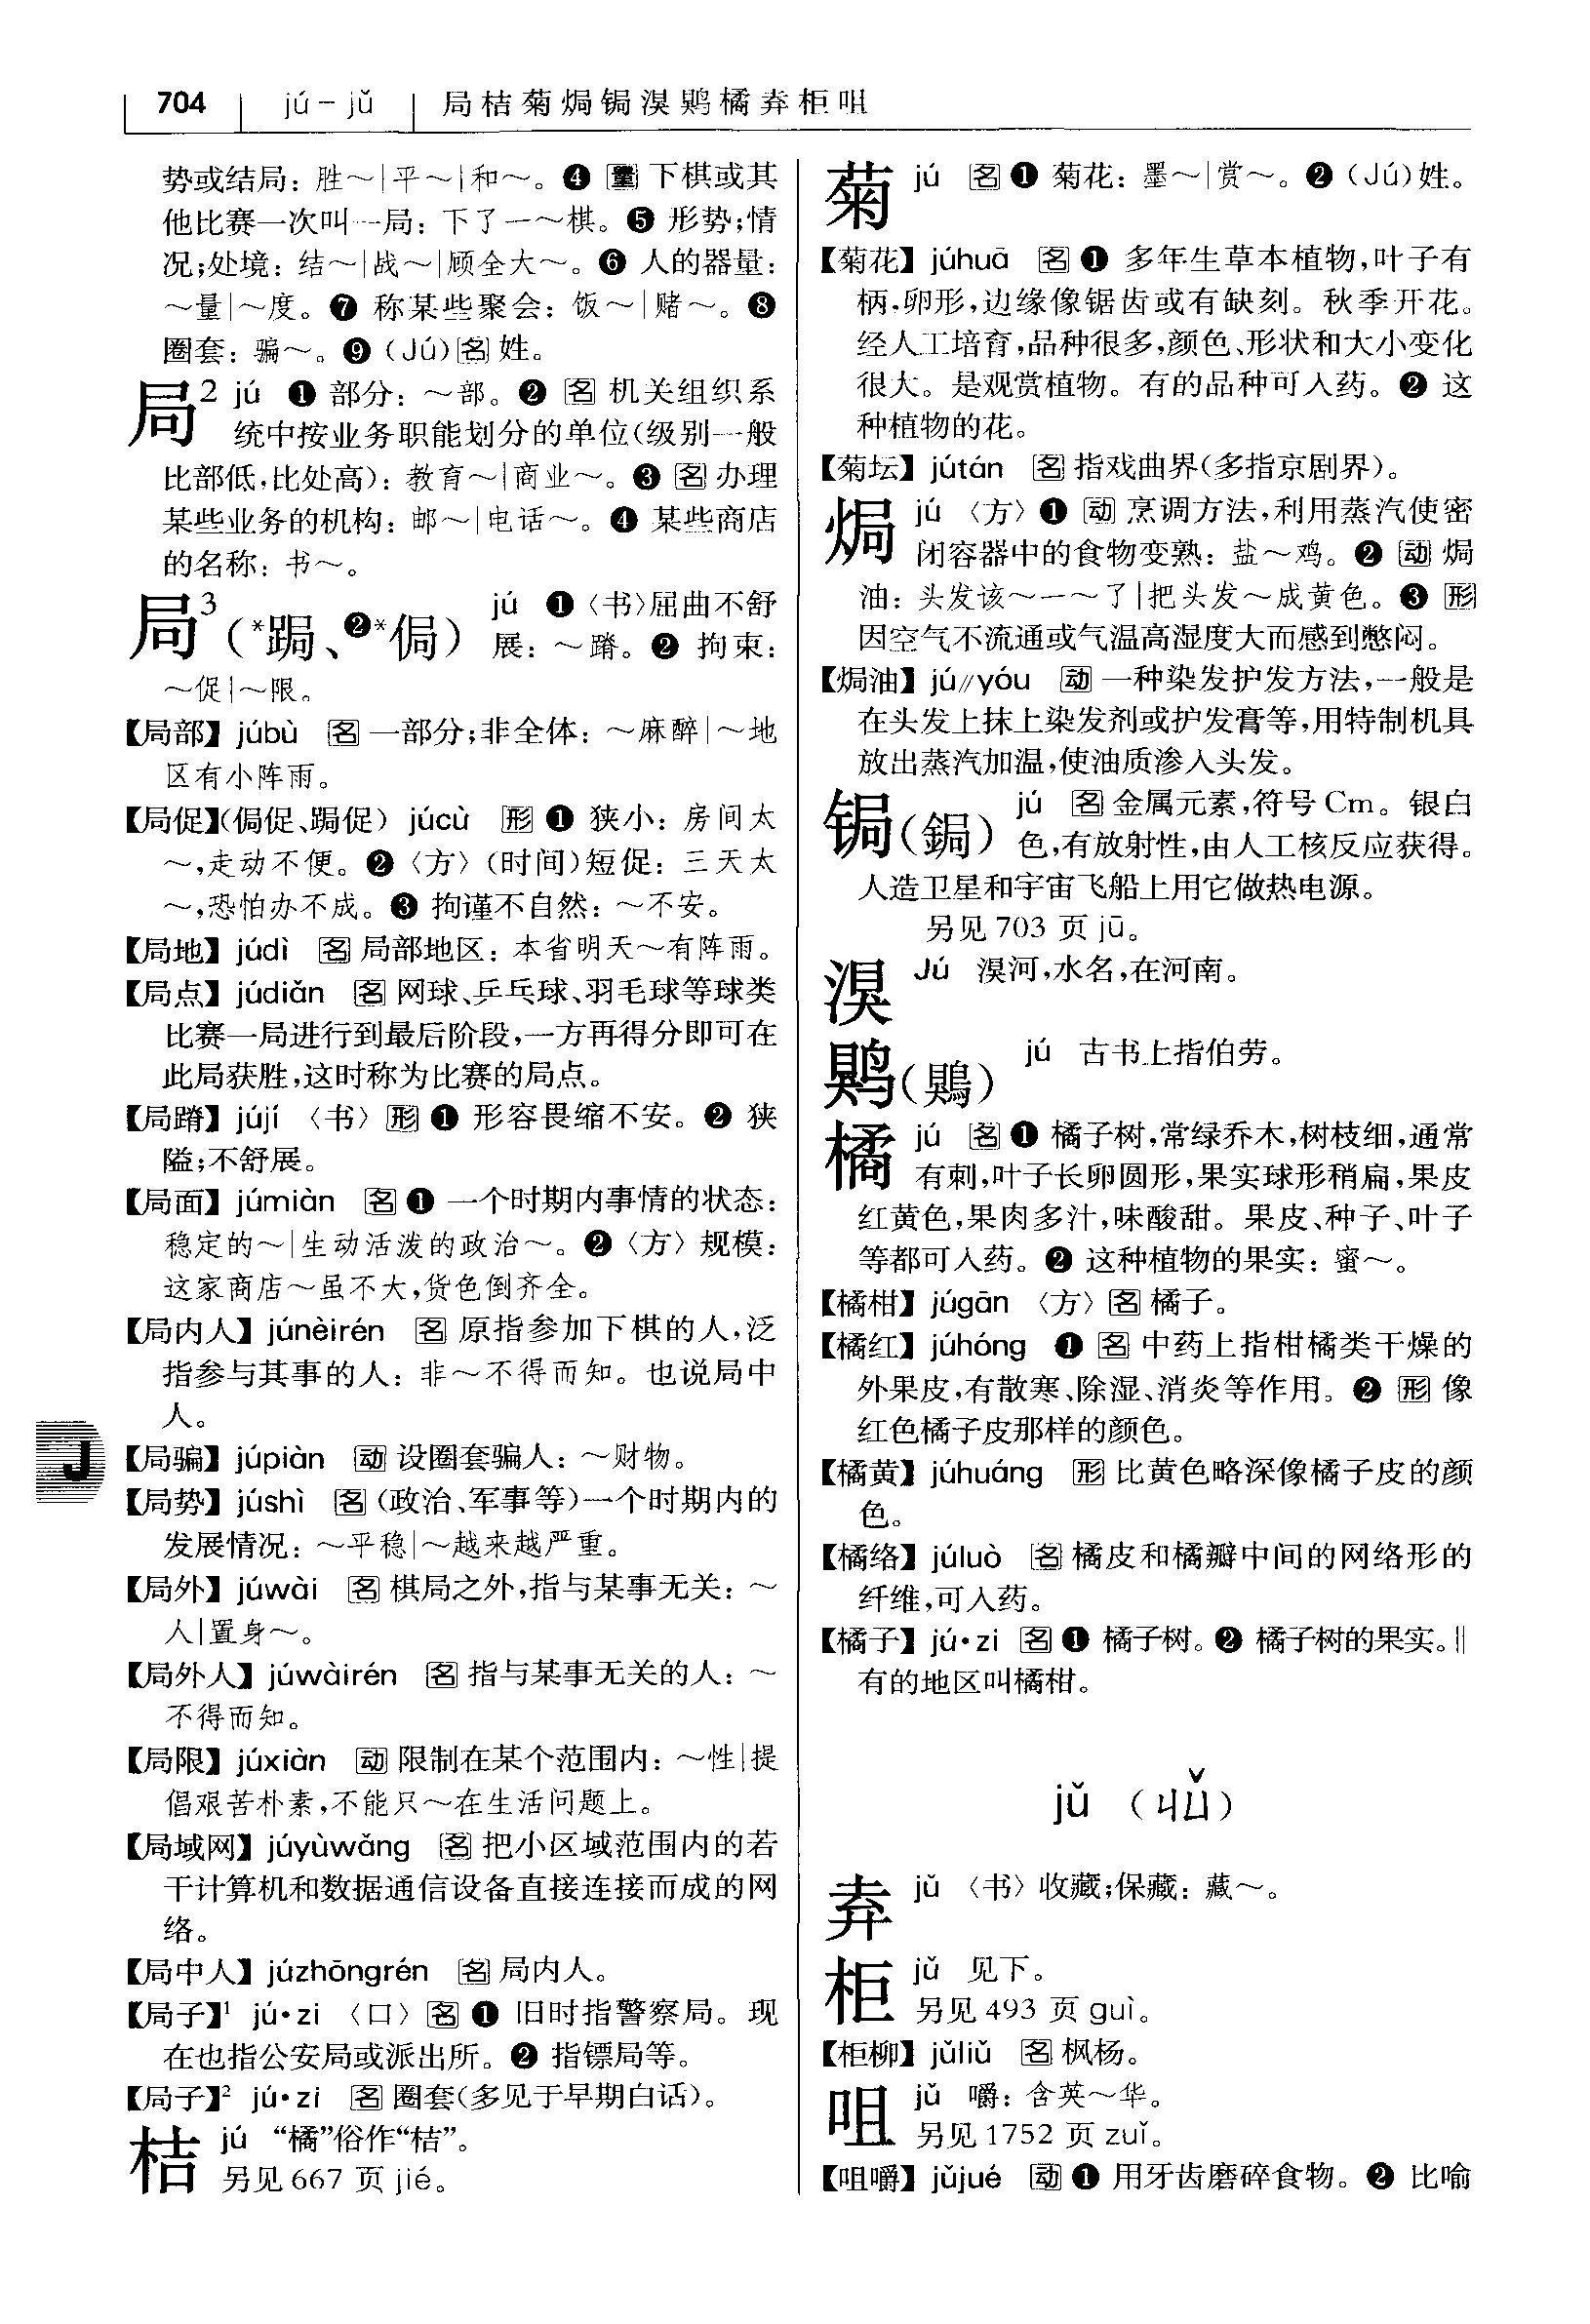 704 jú－jǔ 局桔菊焗锔湨鶪橘弆柜咀
势或结局：胜～|平～|和～。❹ 量 下棋或其
他比赛一次叫一局：下了一～棋。❺ 形势;情
况;处境：结～|战～|顾全大～。❻ 人的器量：
～量|～度。❼ 称某些聚会：饭～|赌～。❽
圈套：骗～。❾（Jú）名 姓。
局² jú ❶ 部分：～部。❷ 名 机关组织系
统中按业务职能划分的单位(级别一般
比部低,比处高)：教育～|商业～。❸ 名 办理
某些业务的机构：邮～|电话～。❹ 某些商店
的名称：书～。
局³（*跼、❷*侷） jú ❶〈书〉屈曲不舒
展：～蹐。❷ 拘束：
～促|～限。
【局部】júbù 名 一部分;非全体：～麻醉|～地
区有小阵雨。
【局促】(侷促、跼促) júcù 形 ❶ 狭小：房间太
～,走动不便。❷〈方〉(时间)短促：三天太
～,恐怕办不成。❸ 拘谨不自然：～不安。
【局地】júdì 名 局部地区：本省明天～有阵雨。
【局点】júdiǎn 名 网球、乒乓球、羽毛球等球类
比赛一局进行到最后阶段,一方再得分即可在
此局获胜,这时称为比赛的局点。
【局蹐】jújí〈书〉形 ❶ 形容畏缩不安。❷ 狭
隘;不舒展。
【局面】júmiàn 名 ❶ 一个时期内事情的状态：
稳定的～|生动活泼的政治～。❷〈方〉规模：
这家商店～虽不大,货色倒齐全。
【局内人】júnèirén 名 原指参加下棋的人,泛
指参与其事的人：非～不得而知。也说局中
人。
【局骗】júpiàn 动 设圈套骗人：～财物。
【局势】júshì 名 (政治、军事等)一个时期内的
发展情况：～平稳|～越来越严重。
【局外】júwài 名 棋局之外,指与某事无关：～
人|置身～。
【局外人】júwàirén 名 指与某事无关的人：～
不得而知。
【局限】júxiàn 动 限制在某个范围内：～性|提
倡艰苦朴素,不能只～在生活问题上。
【局域网】júyùwǎng 名 把小区域范围内的若
干计算机和数据通信设备直接连接而成的网
络。
【局中人】júzhōngrén 名 局内人。
【局子】¹ jú·zi〈口〉名 ❶ 旧时指警察局。现
在也指公安局或派出所。❷ 指镖局等。
【局子】² jú·zi 名 圈套(多见于早期白话)。
桔 jú “橘”俗作“桔”。
另见 667 页 jié。
J
菊 jú 名 ❶ 菊花：墨～|赏～。❷（Jú）姓。
【菊花】júhuā 名 ❶ 多年生草本植物,叶子有
柄,卵形,边缘像锯齿或有缺刻。秋季开花。
经人工培育,品种很多,颜色、形状和大小变化
很大。是观赏植物。有的品种可入药。❷ 这
种植物的花。
【菊坛】jútán 名 指戏曲界(多指京剧界)。
焗 jú〈方〉❶ 动 烹调方法,利用蒸汽使密
闭容器中的食物变熟：盐～鸡。❷ 动 焗
油：头发该～一～了|把头发～成黄色。❸ 形
因空气不流通或气温高湿度大而感到憋闷。
【焗油】jú//yóu 动 一种染发护发方法,一般是
在头发上抹上染发剂或护发膏等,用特制机具
放出蒸汽加温,使油质渗入头发。
锔（鋦） jú 名 金属元素,符号 Cm。银白
色,有放射性,由人工核反应获得。
人造卫星和宇宙飞船上用它做热电源。
另见 703 页 jū。
湨 Jú 湨河,水名,在河南。
鶪（鶪） jú 古书上指伯劳。
橘 jú 名 ❶ 橘子树,常绿乔木,树枝细,通常
有刺,叶子长卵圆形,果实球形稍扁,果皮
红黄色,果肉多汁,味酸甜。果皮、种子、叶子
等都可入药。❷ 这种植物的果实：蜜～。
【橘柑】júgān〈方〉名 橘子。
【橘红】júhóng ❶ 名 中药上指柑橘类干燥的
外果皮,有散寒、除湿、消炎等作用。❷ 形 像
红色橘子皮那样的颜色。
【橘黄】júhuáng 形 比黄色略深像橘子皮的颜
色。
【橘络】júluò 名 橘皮和橘瓣中间的网络形的
纤维,可入药。
【橘子】jú·zi 名 ❶ 橘子树。❷ 橘子树的果实。‖
有的地区叫橘柑。
jǔ （ㄐㄩˇ）
弆 jǔ〈书〉收藏;保藏：藏～。
柜 jǔ 见下。
另见 493 页 guì。
【柜柳】jǔliǔ 名 枫杨。
咀 jǔ 嚼：含英～华。
另见 1752 页 zuǐ。
【咀嚼】jǔjué 动 ❶ 用牙齿磨碎食物。❷ 比喻